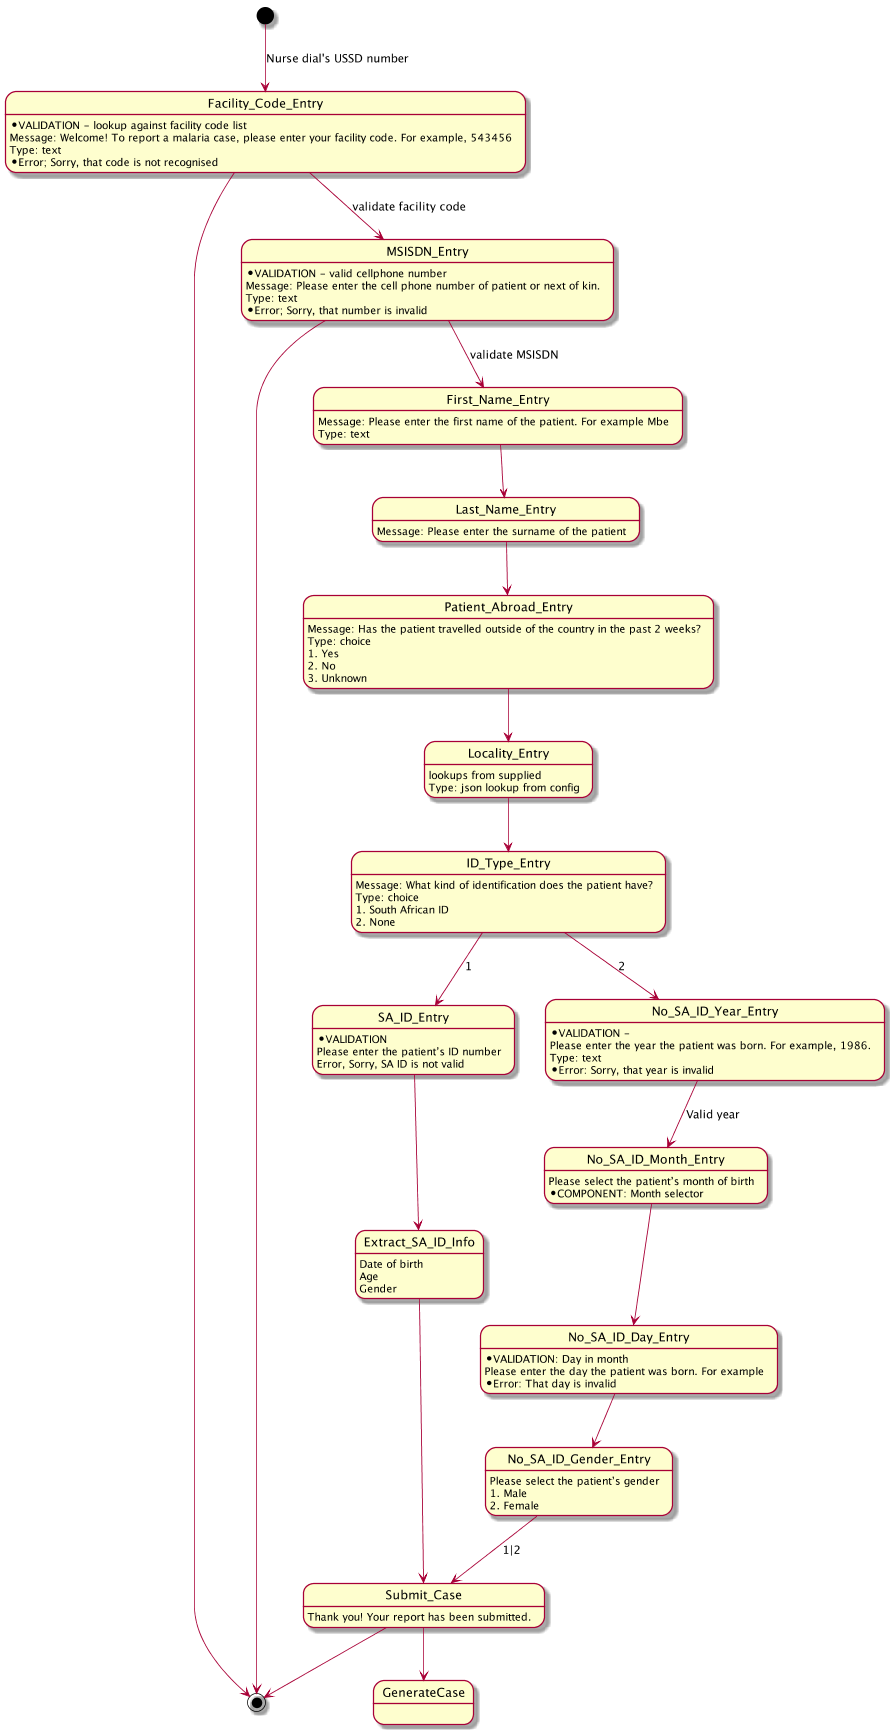 Nurse dial's USSD number
Facility_Code_Entry
•VALIDATION - lookup against facility code list
Message: Welcome! To report a malaria case, please enter your facility code. For example, 543456
Type: text
•Error; Sorry, that code is not recognised
validate facility code
MSISDN_Entry
•VALIDATION - valid cellphone number
Message: Please enter the cell phone number of patient or next of kin.
Type: text
•Error; Sorry, that number is invalid
validate MSISDN
First_Name_Entry
Message: Please enter the first name of the patient. For example Mbe
Type: text
Last_Name_Entry
Message: Please enter the surname of the patient
Patient_Abroad_Entry
Message: Has the patient travelled outside of the country in the past 2 weeks?
Type: choice
1. Yes
2. No
3. Unknown
Locality_Entry
lookups from supplied
Type: json lookup from config
ID_Type_Entry
Message: What kind of identification does the patient have?
Type: choice
1. South African ID
2. None
1
2
SA_ID_Entry
•VALIDATION
Please enter the patient's ID number
Error, Sorry, SA ID is not valid
No_SA_ID_Year_Entry
•VALIDATION -
Please enter the year the patient was born. For example, 1986.
Type: text
•Error: Sorry, that year is invalid
Valid year
No_SA_ID_Month_Entry
Please select the patient's month of birth
•COMPONENT: Month selector
Extract_SA_ID_Info
Date of birth
Age
Gender
No_SA_ID_Day_Entry
•VALIDATION: Day in month
Please enter the day the patient was born. For example
•Error: That day is invalid
No_SA_ID_Gender_Entry
Please select the patient's gender
1. Male
2. Female
1|2
Submit_Case
Thank you! Your report has been submitted.
GenerateCase